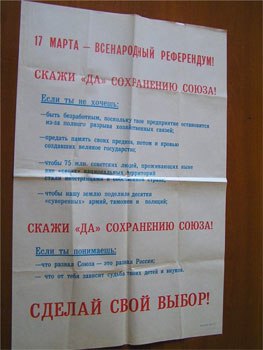 17 МАРТА — ВСЕНАРОДНЫЙ РЕФЕРЕНДУМ!
СКАЖИ «ДА» СОХРАНЕНИЮ СОЮЗА!
Если ты не хочешь:
—быть безработным, поскольку твое предприятие остановится
из-за полного разрыва хозяйственных связей;
—предать память своих предков, потом и кровью
создавших великое государство;
—чтобы 75 млн. советских людей, проживающих вне
национальных территорий
стали иностранцами в собственной стране;
—чтобы нашу землю поделили десятки
«суверенных» армий, таможен и полиций;
СКАЖИ «ДА» СОХРАНЕНИЮ СОЮЗА!
Если ты понимаешь:
—что развал Союза — это развал России;
— что от тебя зависит судьба твоих детей и внуков.
СДЕЛАЙ СВОЙ ВЫБОР!